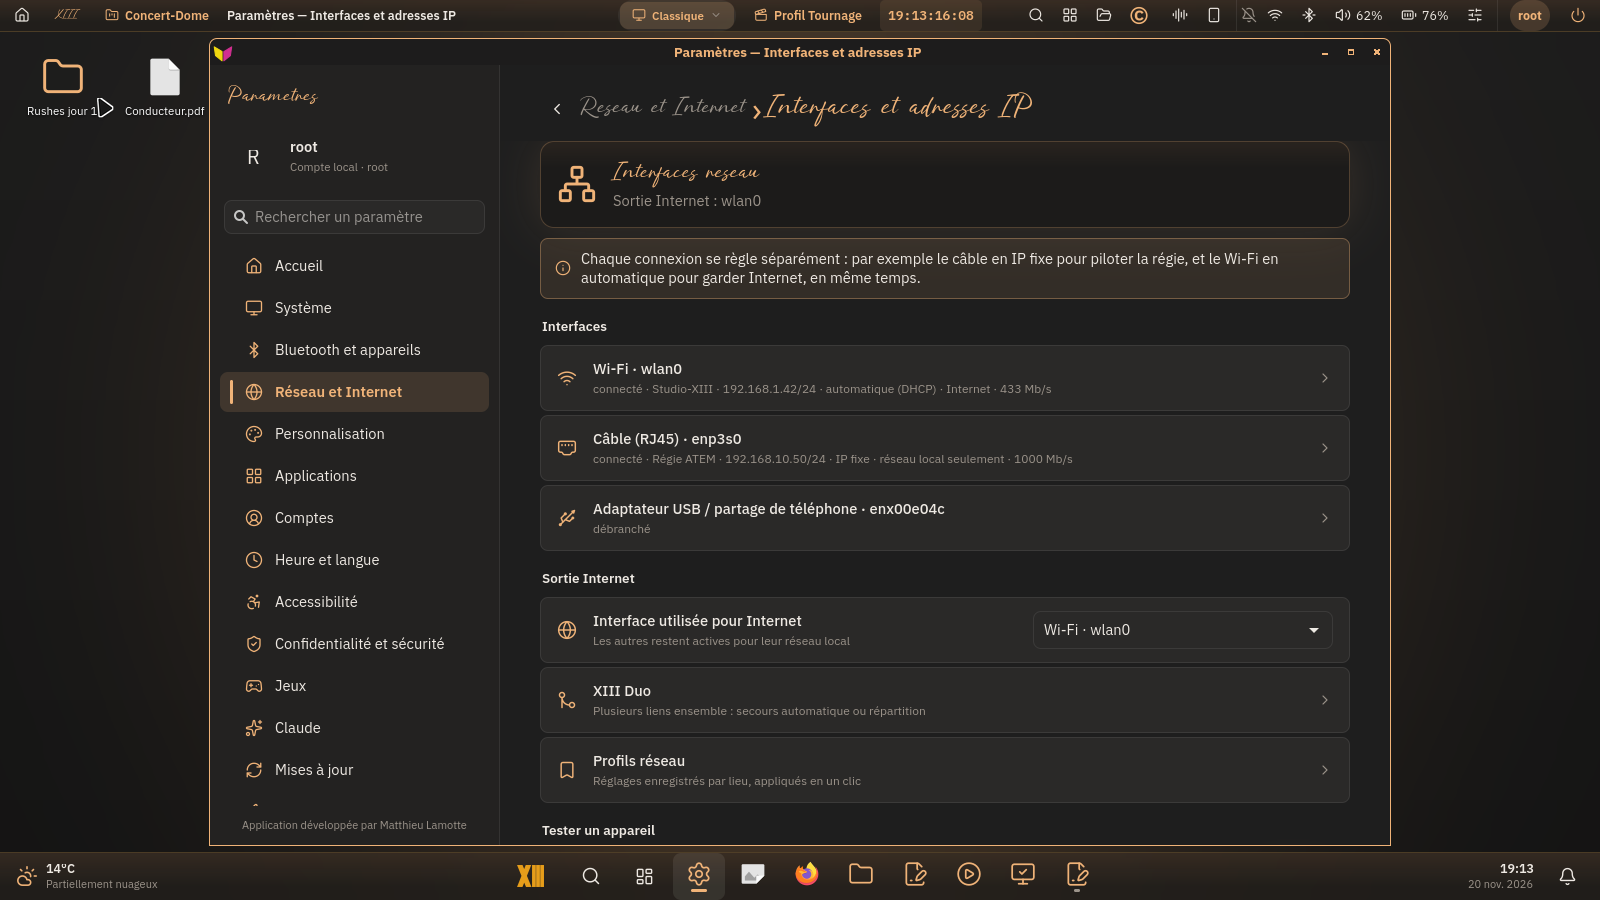 XIII
Concert-Dome
Paramètres — Interfaces et adresses IP
Classique
Profil Tournage
19:13:16:08
62%
76%
root
Rushes jour 1
Conducteur.pdf
Paramètres — Interfaces et adresses IP
Parametres
R
root
Compte local · root
Rechercher un paramètre
Accueil
Système
Bluetooth et appareils
Réseau et Internet
Personnalisation
Applications
Comptes
Heure et langue
Accessibilité
Confidentialité et sécurité
Jeux
Claude
Mises à jour
Application développée par Matthieu Lamotte
Reseau et Internet › Interfaces et adresses IP
Interfaces reseau
Sortie Internet : wlan0
Chaque connexion se règle séparément : par exemple le câble en IP fixe pour piloter la régie, et le Wi-Fi en
automatique pour garder Internet, en même temps.
Interfaces
Wi-Fi · wlan0
connecté · Studio-XIII · 192.168.1.42/24 · automatique (DHCP) · Internet · 433 Mb/s
Câble (RJ45) · enp3s0
connecté · Régie ATEM · 192.168.10.50/24 · IP fixe · réseau local seulement · 1000 Mb/s
Adaptateur USB / partage de téléphone · enx00e04c
débranché
Sortie Internet
Interface utilisée pour Internet
Les autres restent actives pour leur réseau local
Wi-Fi · wlan0
XIII Duo
Plusieurs liens ensemble : secours automatique ou répartition
Profils réseau
Réglages enregistrés par lieu, appliqués en un clic
Tester un appareil
14°C
Partiellement nuageux
XIII
19:13
20 nov. 2026